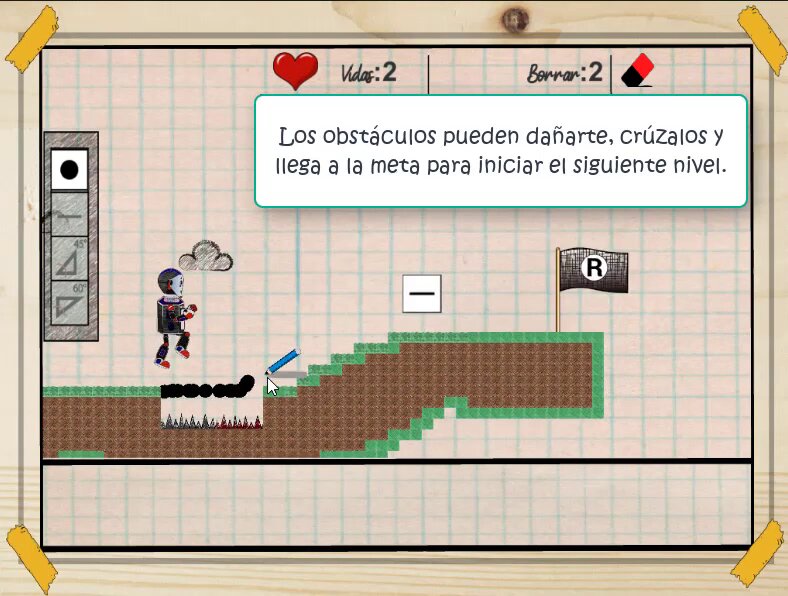 Vidas:2
Borrar:2
Los obstáculos pueden dañarte, crúzalos y
llega a la meta para iniciar el siguiente nivel.
45°
60°
R